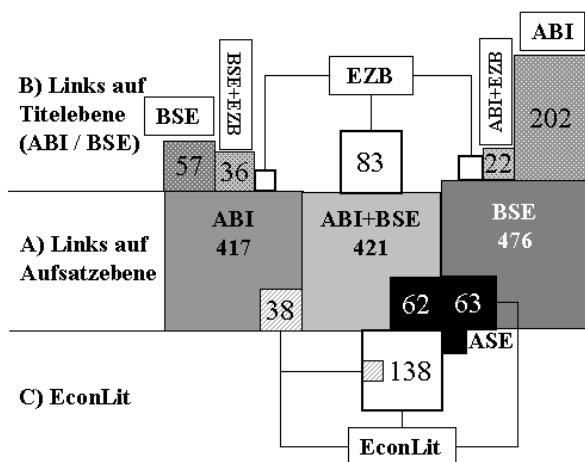 ABI
B) Links auf
Titelebene
(ABI / BSE)
BSE
BSE+EZB
EZB
ABI+EZB
202
57
36
83
22
A) Links auf
Aufsatzebene
ABI
417
ABI+BSE
421
BSE
476
38
62
63
ASE
C) EconLit
138
EconLit